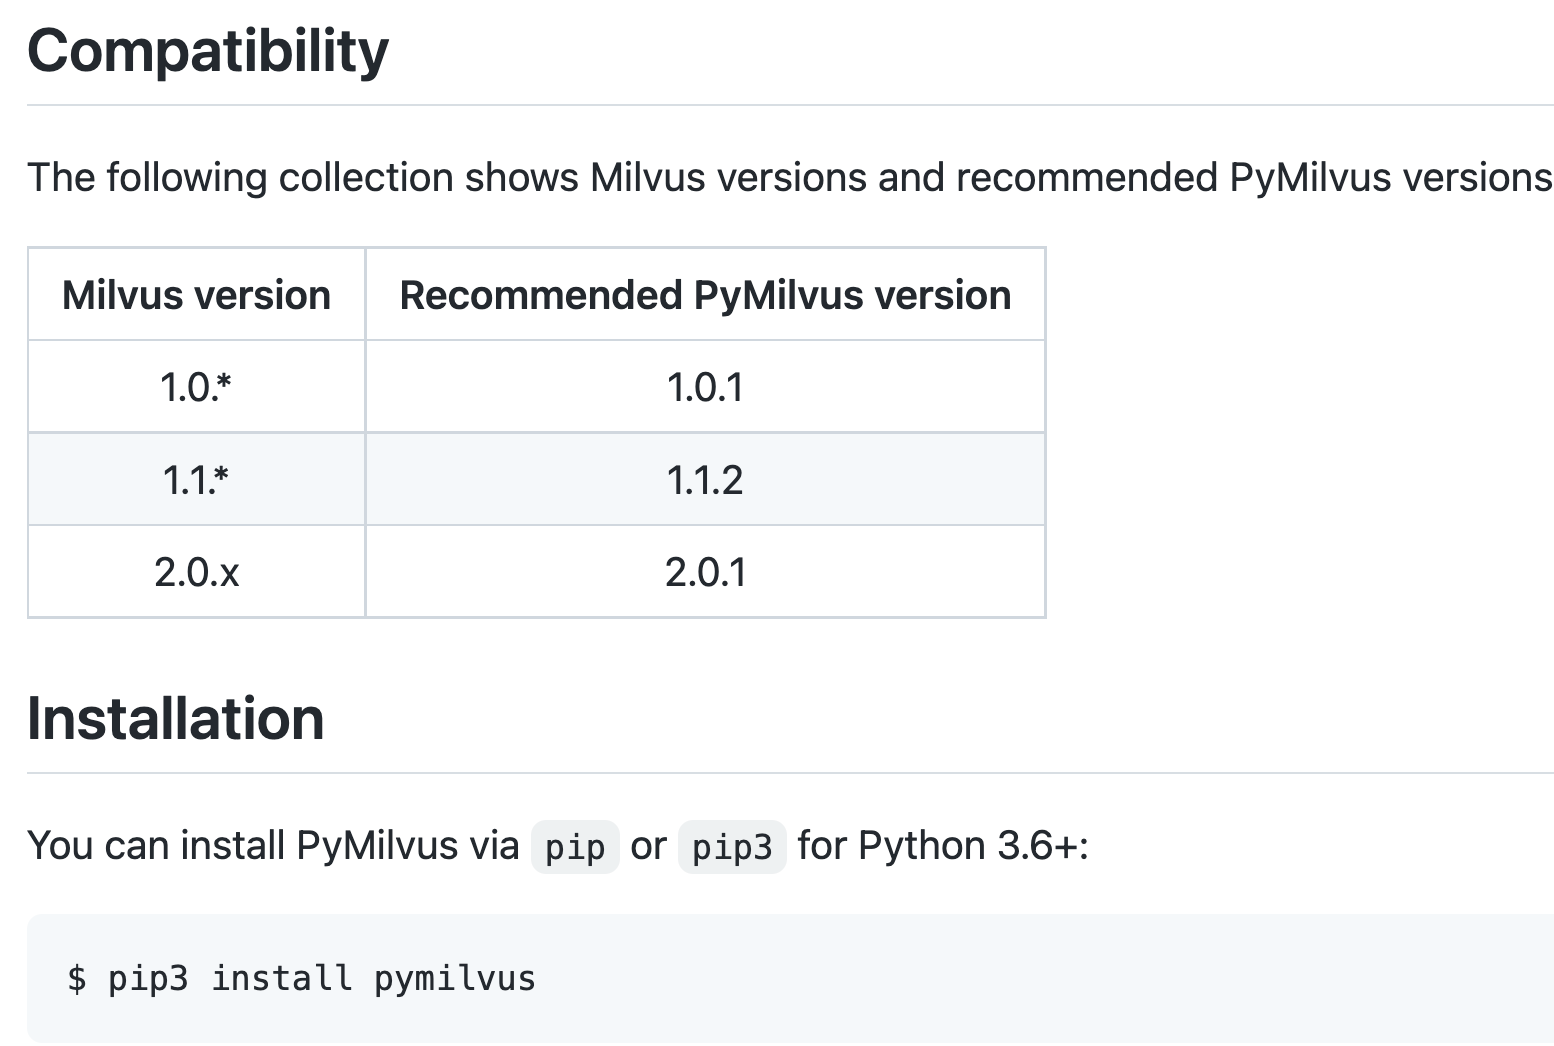 Compatibility
The following collection shows Milvus versions and recommended PyMilvus versions
Milvus version Recommended PyMilvus version
1.0.* 1.0.1
1.1.* 1.1.2
2.0.x 2.0.1
Installation
You can install PyMilvus via pip or pip3 for Python 3.6+:
$ pip3 install pymilvus